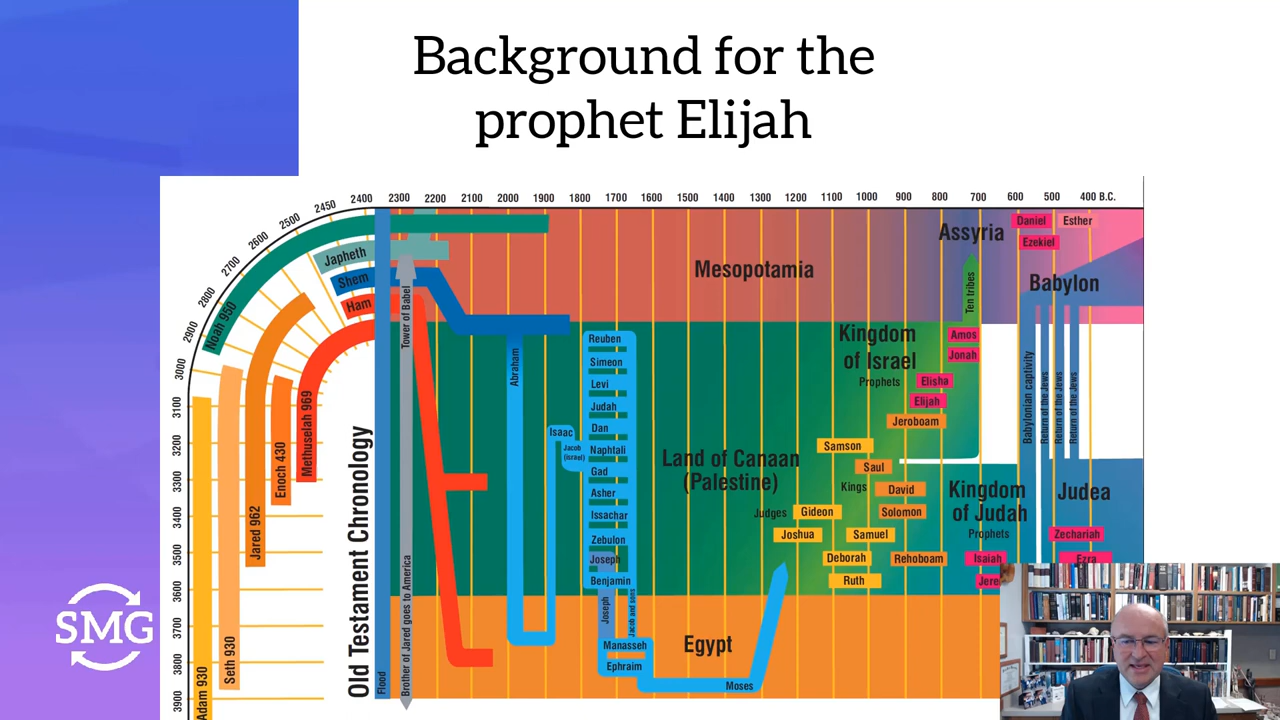 Background for the
prophet Elijah
2450
2400
2300
2200
2100
2000
1900
1800
1700
1600
1500
1400
1300
1200
1100
1000
900
800
700
600
500
400 B.C.
2500
2600
2700
2800
2900
3000
3100
3200
3300
3400
3500
3600
3700
3800
3900
Noah 950
Japheth
Shem
Ham
Methuselah 969
Enoch 430
Jared 962
Seth 930
Adam 930
Old Testament Chronology
Flood
Tower of Babel
Brother of Jared goes to America
Abraham
Isaac
Jacob
(israel)
Reuben
Simeon
Levi
Judah
Dan
Naphtali
Gad
Asher
Issachar
Zebulon
Joseph
Benjamin
Joseph
Jacob and sons
Manasseh
Ephraim
Moses
Mesopotamia
Land of Canaan
(Palestine)
Egypt
Assyria
Ten tribes
Daniel
Esther
Ezekiel
Babylon
Kingdom
of Israel
Prophets
Amos
Jonah
Elisha
Elijah
Jeroboam
Samson
Saul
Kings
David
Solomon
Judges
Gideon
Joshua
Samuel
Deborah
Rehoboam
Ruth
Kingdom
of Judah
Prophets
Isaiah
Jere
Babylonian captivity
Return of the Jews
Return of the Jews
Return of the Jews
Judea
Zechariah
Ezra
SMG